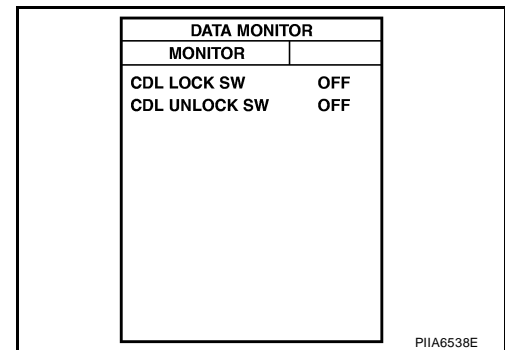 DATA MONITOR
MONITOR
CDL LOCK SW OFF
CDL UNLOCK SW OFF
PIIA6538E